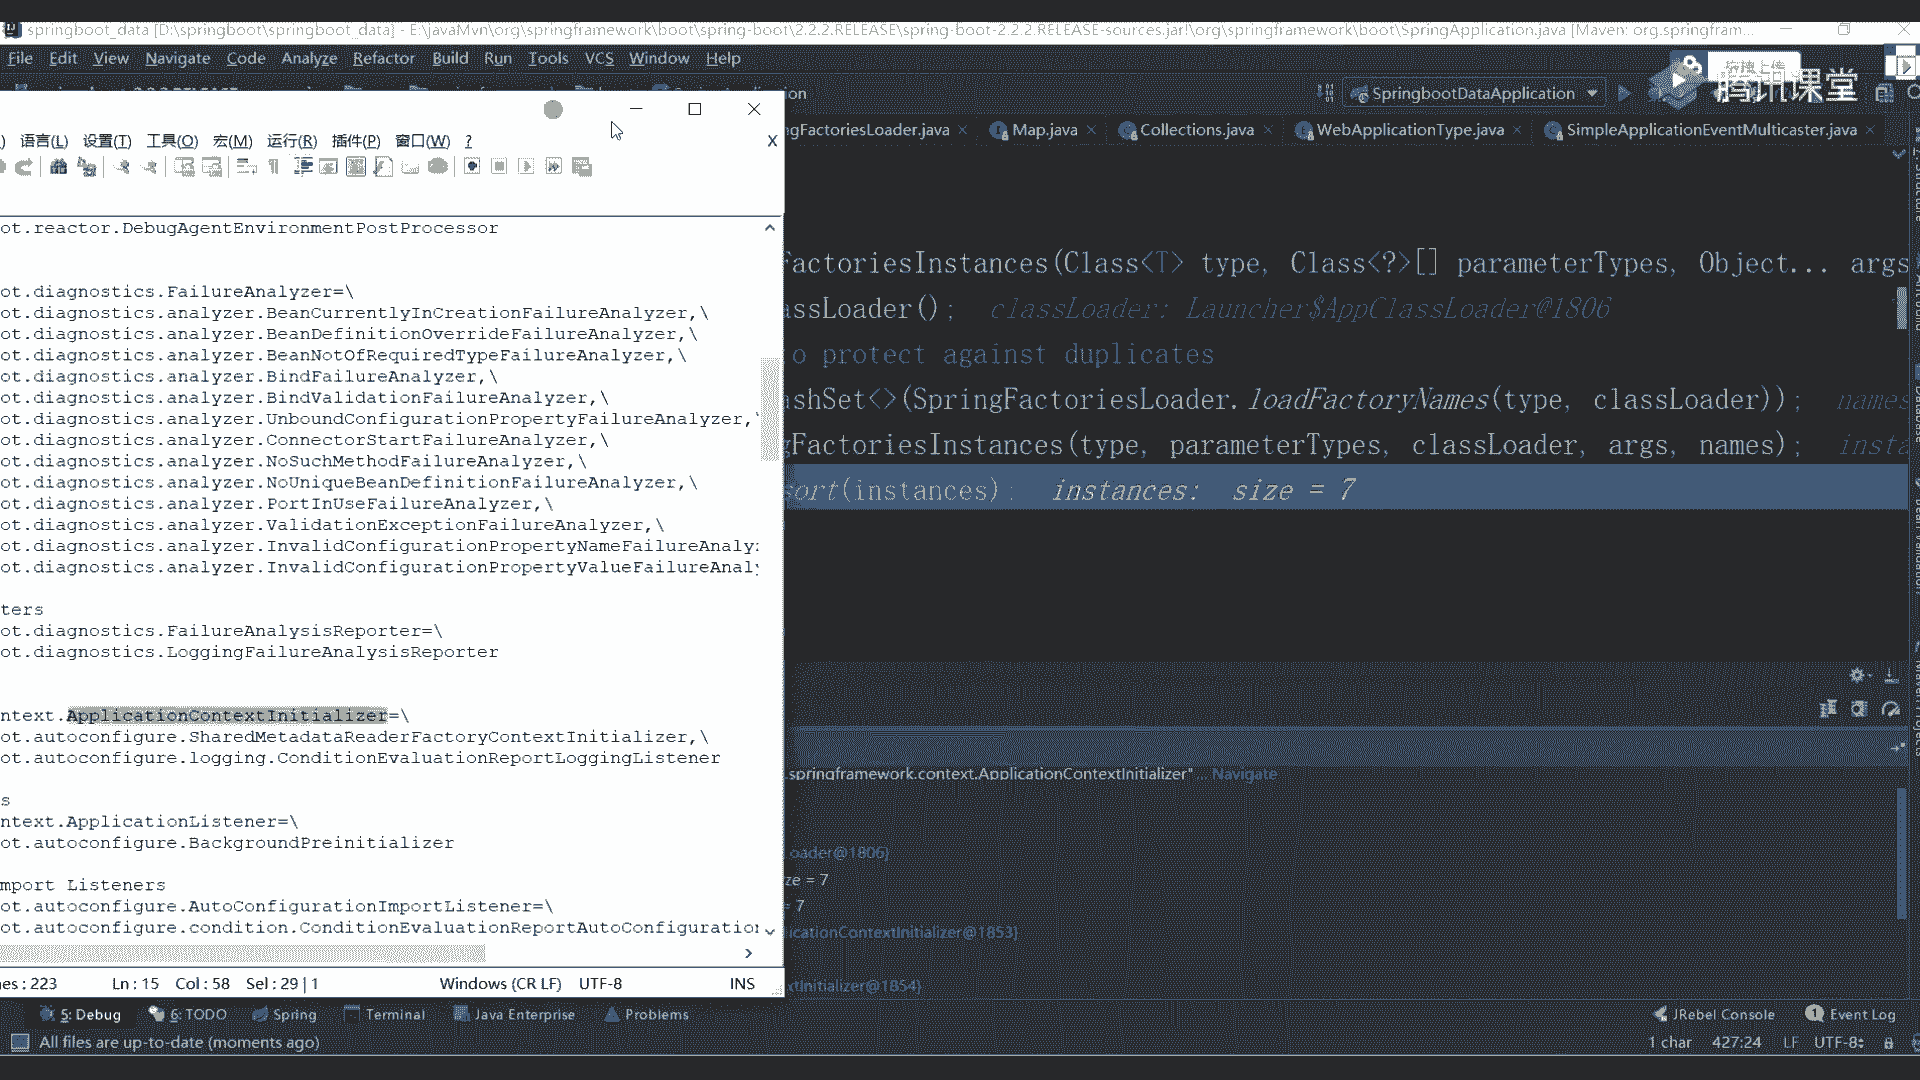 springboot_data [D:\springboot\springboot_data] - E:\javaMvn\org\springframework\boot\spring-boot\2.2.2.RELEASE\spring-boot-2.2.2.RELEASE-sources.jar!\org\springframework\boot\SpringApplication.java [Maven: org.springfram...
File Edit View Navigate Code Analyze Refactor Build Run Tools VCS Window Help
腾讯课堂
on
SpringbootDataApplication
gFactoriesLoader.java Map.java Collections.java WebApplicationType.java SimpleApplicationEventMulticaster.java
) 语言(L) 设置(T) 工具(O) 宏(M) 运行(R) 插件(P) 窗口(W) ? X
ot.reactor.DebugAgentEnvironmentPostProcessor
ot.diagnostics.FailureAnalyzer=\
ot.diagnostics.analyzer.BeanCurrentlyInCreationFailureAnalyzer,\
ot.diagnostics.analyzer.BeanDefinitionOverrideFailureAnalyzer,\
ot.diagnostics.analyzer.BeanNotOfRequiredTypeFailureAnalyzer,\
ot.diagnostics.analyzer.BindFailureAnalyzer,\
ot.diagnostics.analyzer.BindValidationFailureAnalyzer,\
ot.diagnostics.analyzer.UnboundConfigurationPropertyFailureAnalyzer,\
ot.diagnostics.analyzer.ConnectorStartFailureAnalyzer,\
ot.diagnostics.analyzer.NoSuchMethodFailureAnalyzer,\
ot.diagnostics.analyzer.NoUniqueBeanDefinitionFailureAnalyzer,\
ot.diagnostics.analyzer.PortInUseFailureAnalyzer,\
ot.diagnostics.analyzer.ValidationExceptionFailureAnalyzer,\
ot.diagnostics.analyzer.InvalidConfigurationPropertyNameFailureAnalyz
ot.diagnostics.analyzer.InvalidConfigurationPropertyValueFailureAnaly
ters
ot.diagnostics.FailureAnalysisReporter=\
ot.diagnostics.LoggingFailureAnalysisReporter
ntext.ApplicationContextInitializer=\
ot.autoconfigure.SharedMetadataReaderFactoryContextInitializer,\
ot.autoconfigure.logging.ConditionEvaluationReportLoggingListener
s
ntext.ApplicationListener=\
ot.autoconfigure.BackgroundPreinitializer
mport Listeners
ot.autoconfigure.AutoConfigurationImportListener=\
ot.autoconfigure.condition.ConditionEvaluationReportAutoConfiguration
nes : 223 Ln : 15 Col : 58 Sel : 29 | 1 Windows (CR LF) UTF-8 INS
FactoriesInstances(Class<T> type, Class<?>[] parameterTypes, Object... args
assLoader(); classLoader: Launcher$AppClassLoader@1806
o protect against duplicates
ashSet<>(SpringFactoriesLoader.loadFactoryNames(type, classLoader)); names
gFactoriesInstances(type, parameterTypes, classLoader, args, names); insta
sort(instances); instances: size = 7
.springframework.context.ApplicationContextInitializer" ... Navigate
Loader@1806}
ze = 7
= 7
licationContextInitializer@1853}
xtInitializer@1854}
5: Debug 6: TODO Spring Terminal Java Enterprise Problems JRebel Console 1 Event Log
All files are up-to-date (moments ago) 1 char 427:24 LF UTF-8